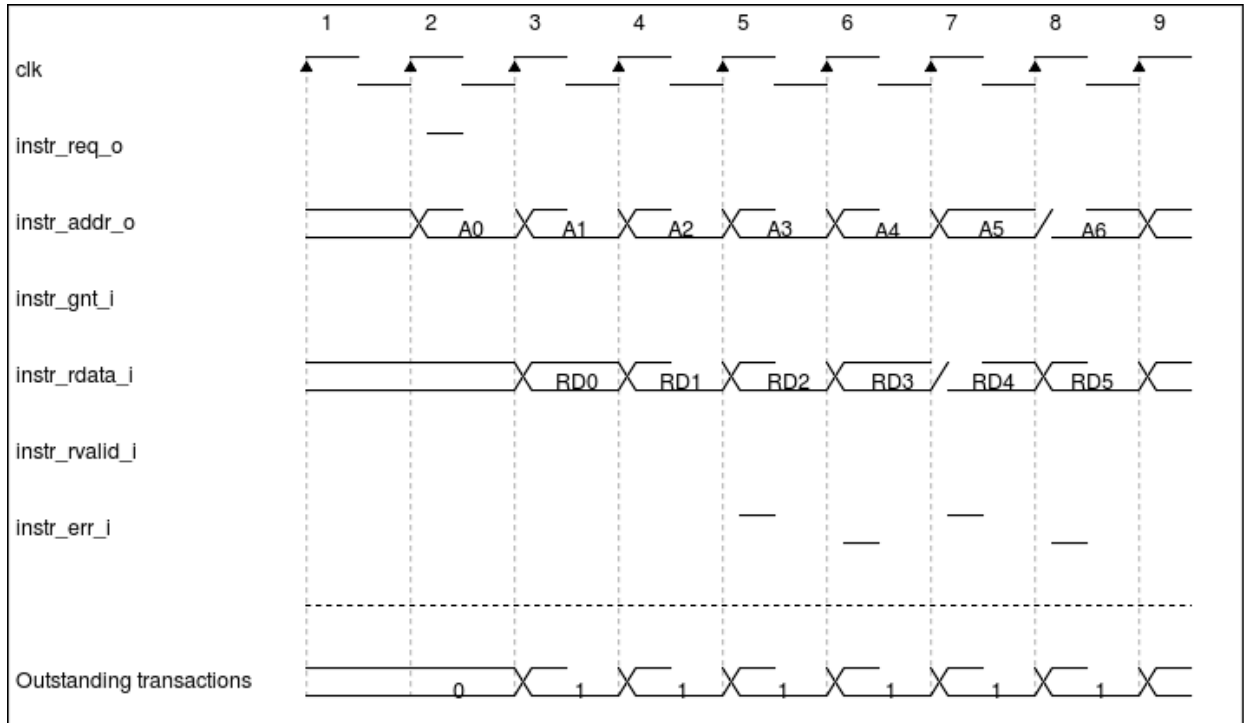 1 2 3 4 5 6 7 8 9
clk
instr_req_o
instr_addr_o A0 A1 A2 A3 A4 A5 A6
instr_gnt_i
instr_rdata_i RD0 RD1 RD2 RD3 RD4 RD5
instr_rvalid_i
instr_err_i
Outstanding transactions 0 1 1 1 1 1 1